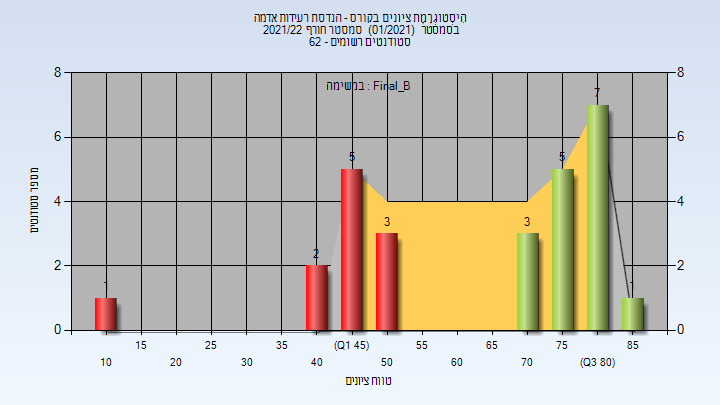 היסטוגרמת ציונים בקורס - הנדסת רעידות אדמה
בסמסטר (01/2021) סמסטר חורף 2021/22
סטודנטים רשומים - 62
במשימה : Final_B
8 8
7
6 6
5 5
4 4
3 3
2
2 2
1 1
0 0
מספר סטודנטים
15 25 35 (Q1 45) 55 65 75 85
10 20 30 40 50 60 70 (Q3 80)
טווח ציונים